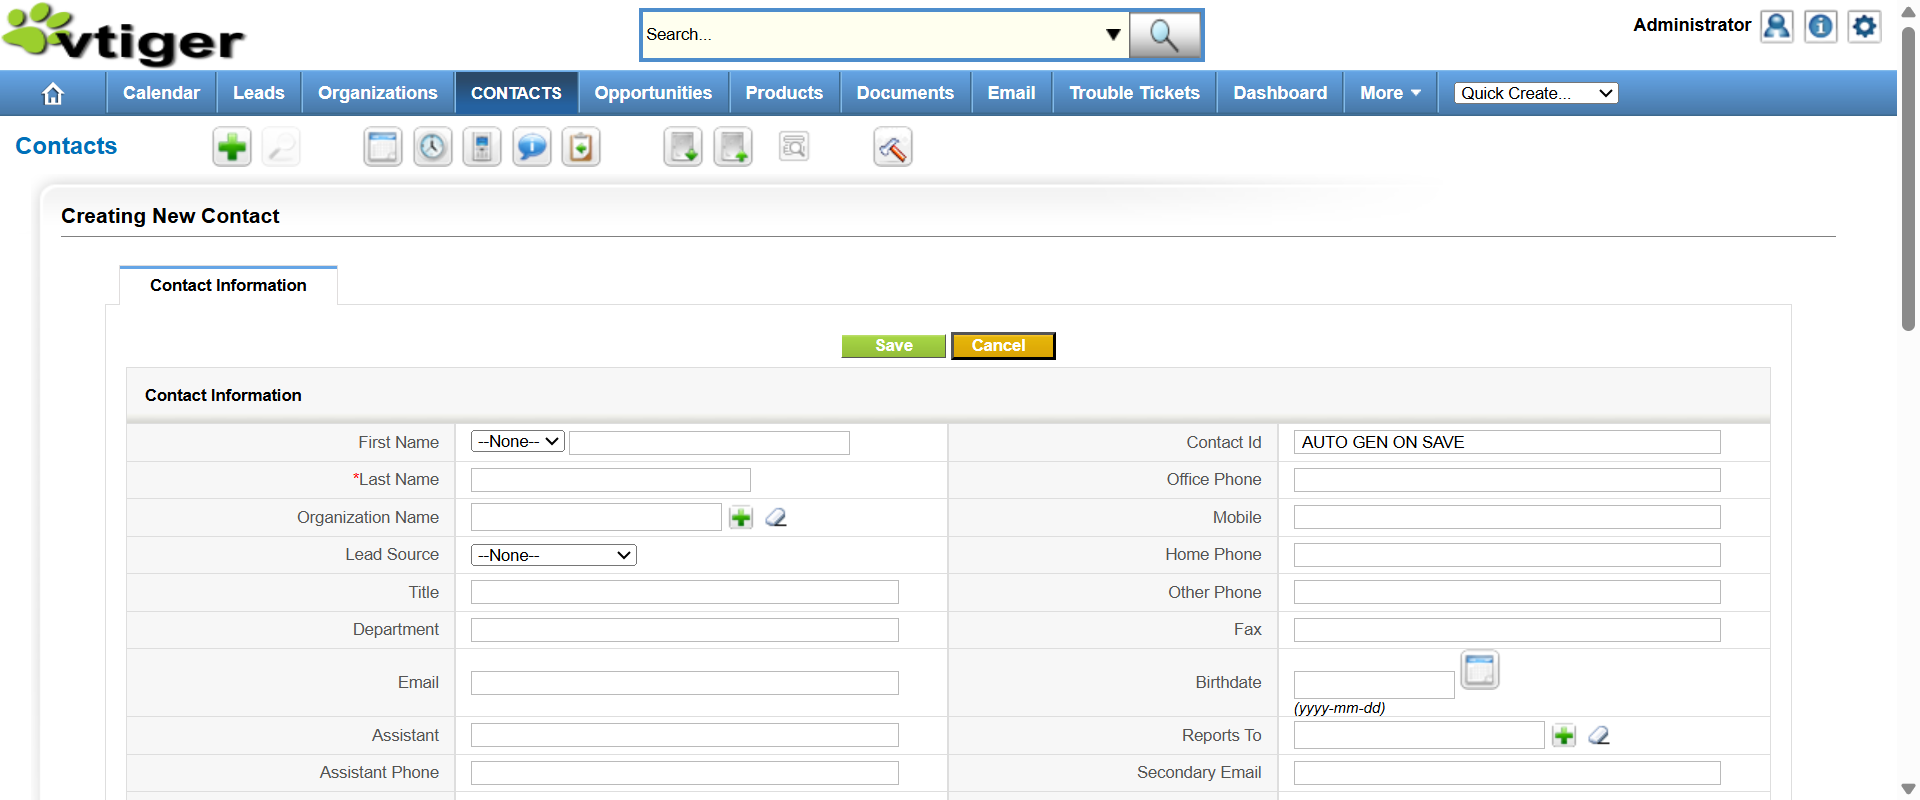 vtiger
Search...
Administrator
Calendar Leads Organizations CONTACTS Opportunities Products Documents Email Trouble Tickets Dashboard More Quick Create...
Contacts
Creating New Contact
Contact Information
Save Cancel
Contact Information
First Name --None-- Contact Id AUTO GEN ON SAVE
*Last Name Office Phone
Organization Name Mobile
Lead Source --None-- Home Phone
Title Other Phone
Department Fax
Email Birthdate
(yyyy-mm-dd)
Assistant Reports To
Assistant Phone Secondary Email